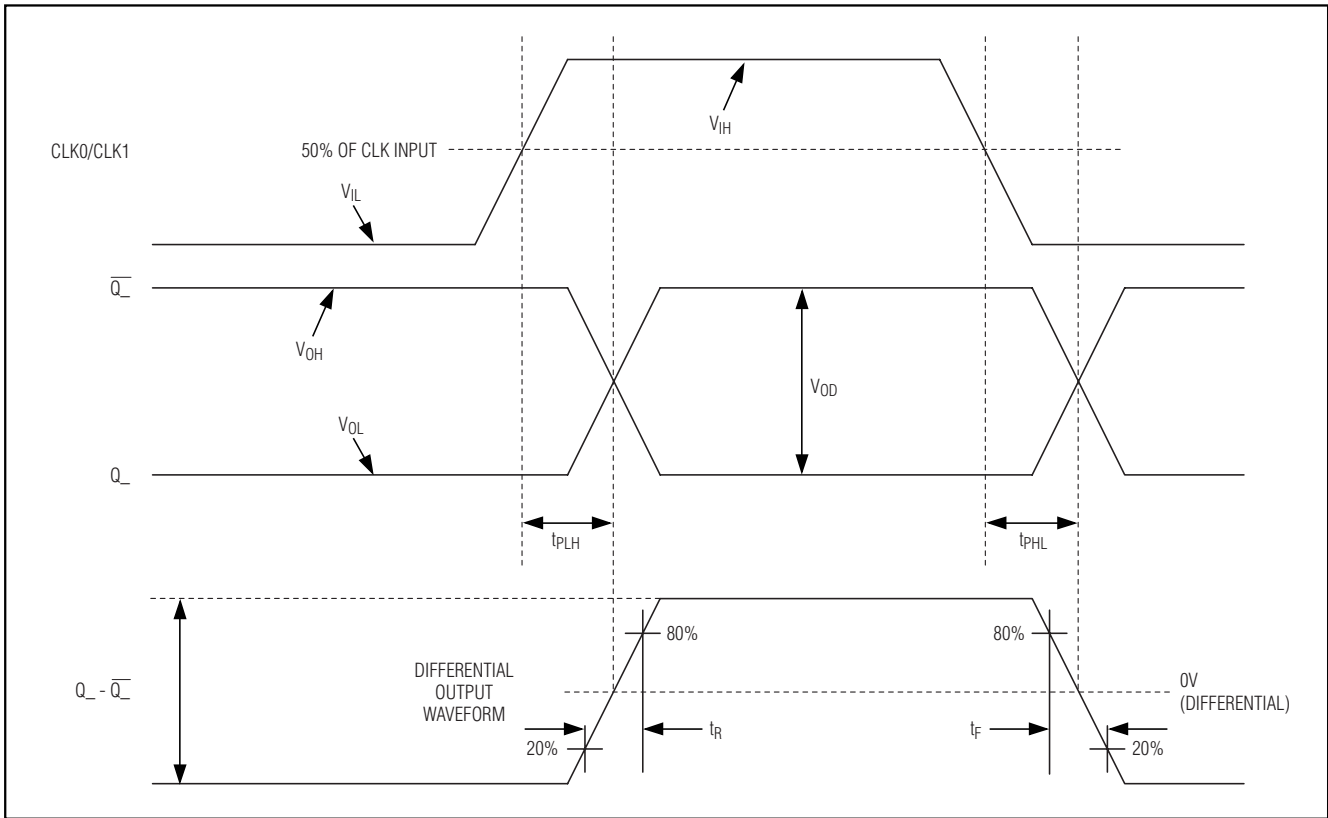 V_IH
CLK0/CLK1
50% OF CLK INPUT
V_IL
Q̅_̅
V_OH
V_OD
V_OL
Q_
t_PLH
t_PHL
80%
80%
Q_ - Q̅_̅
DIFFERENTIAL
OUTPUT
WAVEFORM
0V
(DIFFERENTIAL)
t_R
t_F
20%
20%